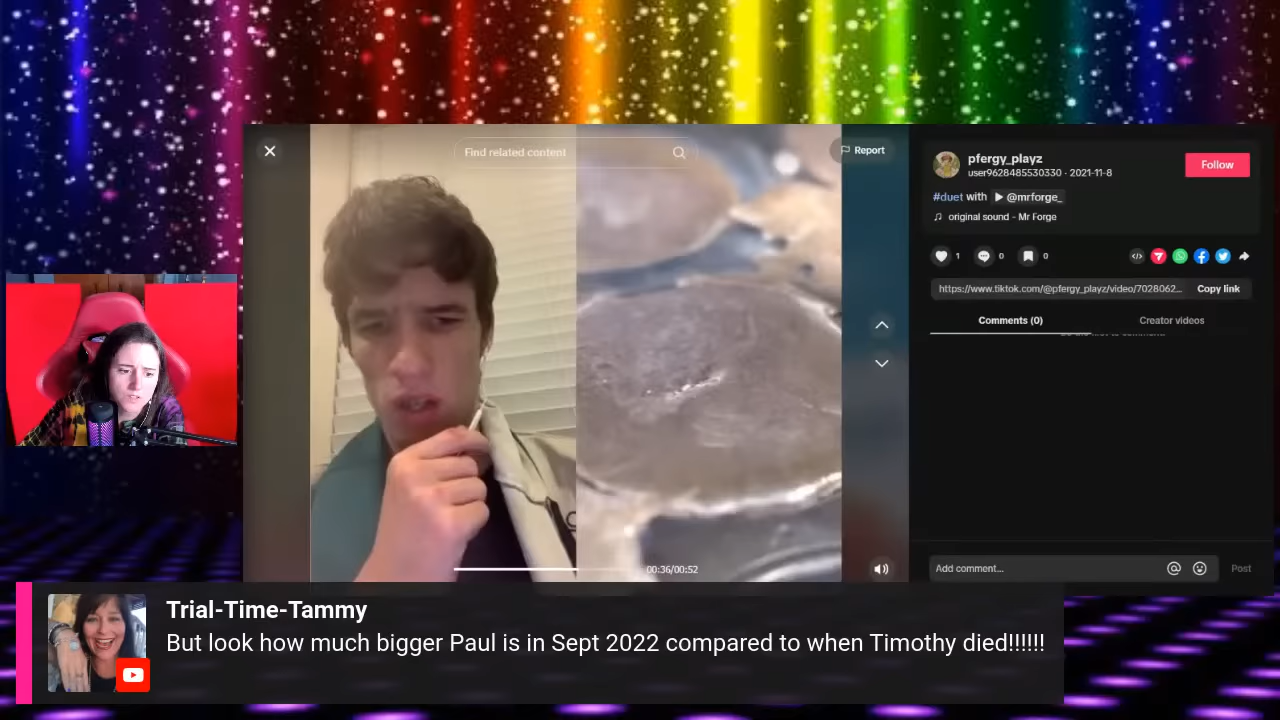 Find related content
Report
pfergy_playz
user9628485530330 · 2021-11-8
Follow
#duet with ▶ @mrforge_
♫ original sound - Mr Forge
1
0
0
https://www.tiktok.com/@pfergy_playz/video/7028062...
Copy link
Comments (0)
Creator videos
00:36/00:52
Add comment...
Post
Trial-Time-Tammy
But look how much bigger Paul is in Sept 2022 compared to when Timothy died!!!!!!